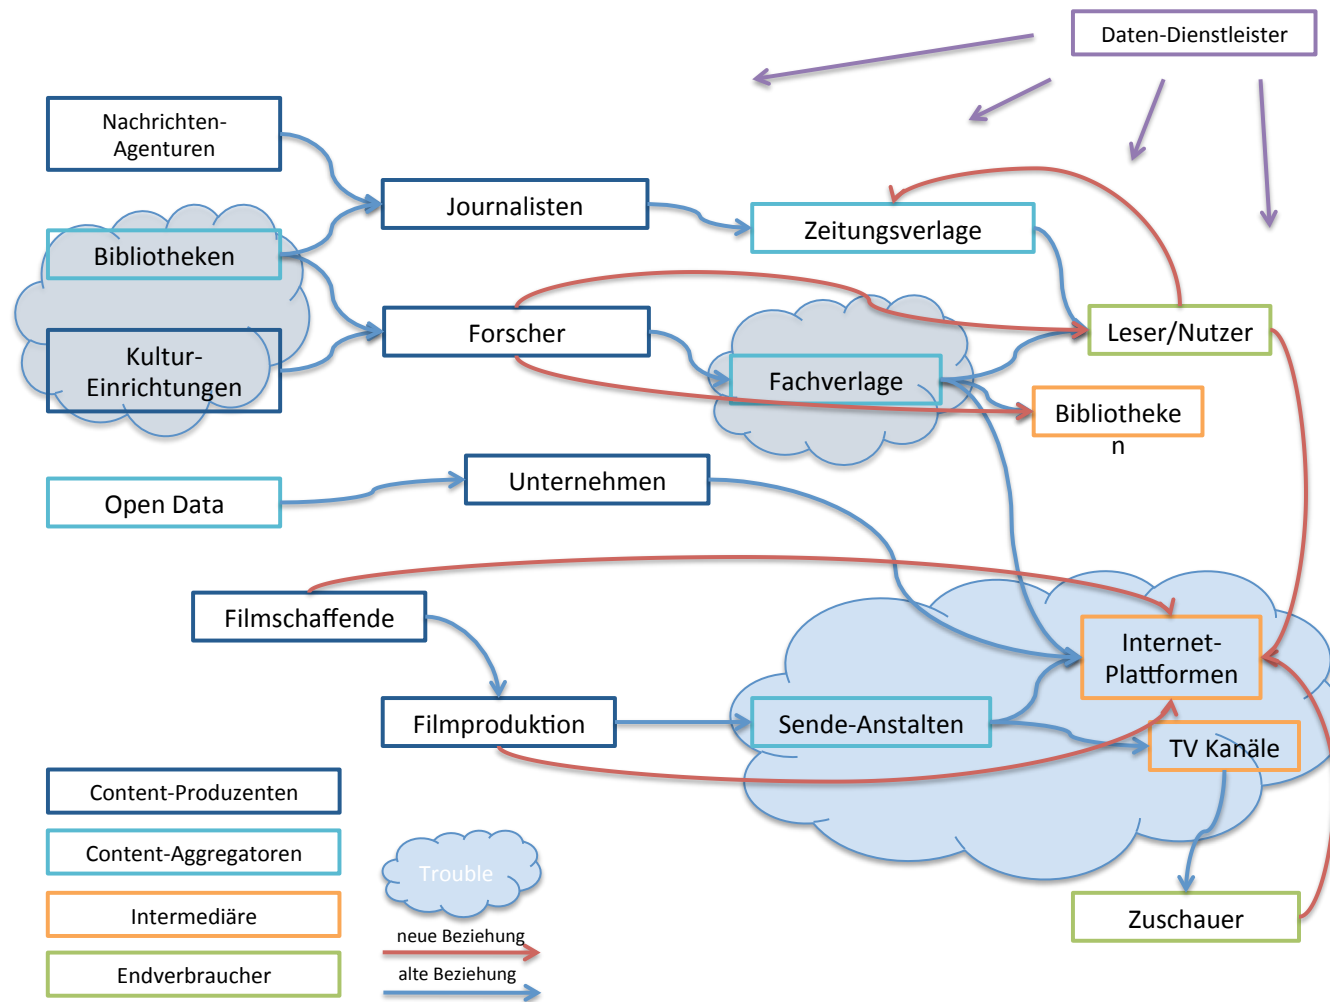 Daten-Dienstleister
Nachrichten-
Agenturen
Journalisten
Zeitungsverlage
Bibliotheken
Forscher
Leser/Nutzer
Kultur-
Einrichtungen
Fachverlage
Bibliotheke
n
Unternehmen
Open Data
Filmschaffende
Internet-
Plattformen
Filmproduktion
Sende-Anstalten
TV Kanäle
Content-Produzenten
Content-Aggregatoren
Trouble
Intermediäre
neue Beziehung
Zuschauer
Endverbraucher
alte Beziehung